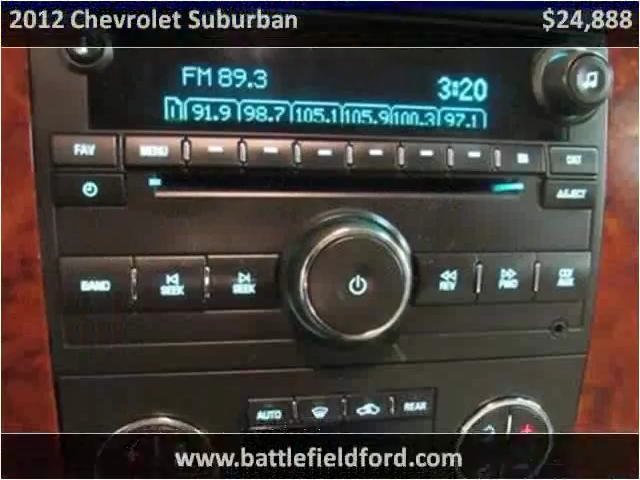 2012 Chevrolet Suburban $24,888
FM 89.3 3:20
1 91.9 98.7 105.1 105.9 100.3 97.1
FAV MENU CAT
EJECT
BAND SEEK SEEK REV FWD CD/AUX
AUTO REAR
www.battlefieldford.com